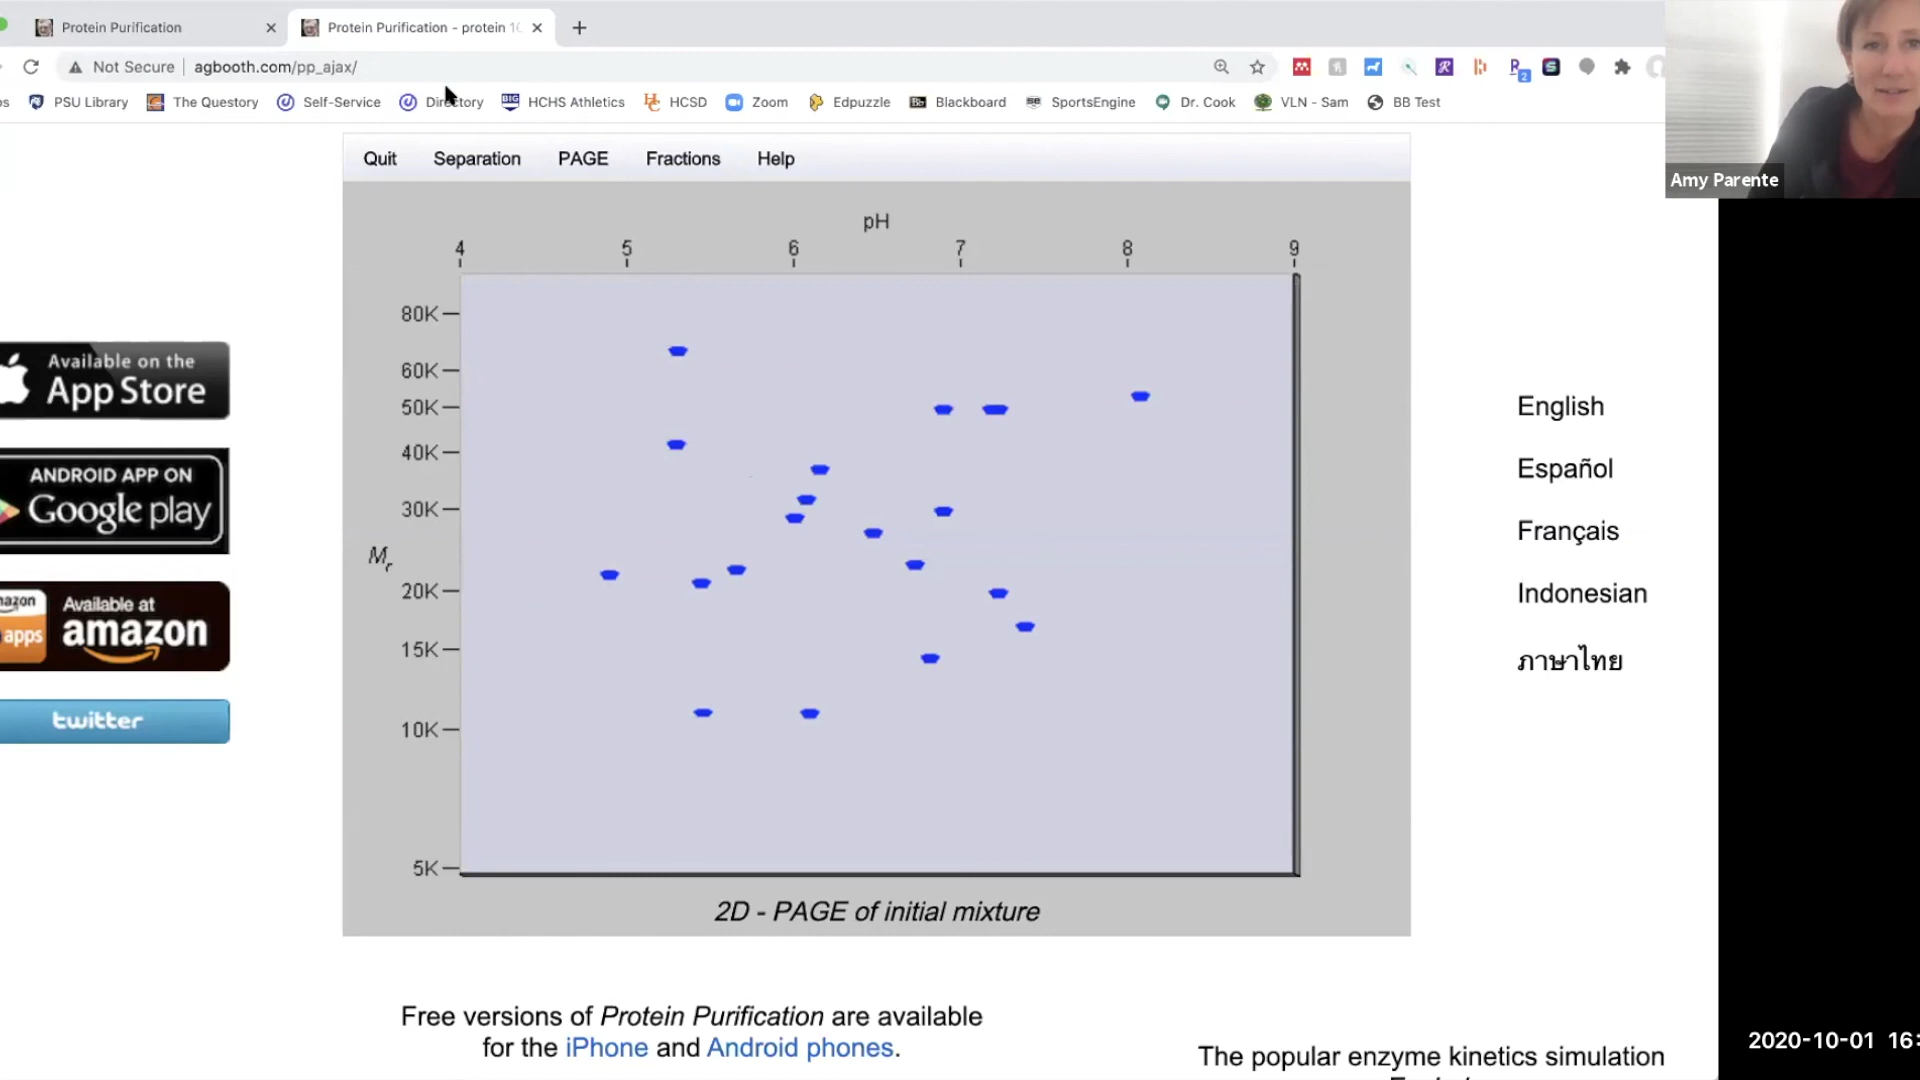 Protein Purification
Protein Purification - protein 1
Not Secure
agbooth.com/pp_ajax/
PSU Library
The Questory
Self-Service
Directory
HCHS Athletics
HCSD
Zoom
Edpuzzle
Blackboard
SportsEngine
Dr. Cook
VLN - Sam
BB Test
Amy Parente
Quit Separation PAGE Fractions Help
pH
4 5 6 7 8 9
80K
60K
50K
40K
30K
Mr
20K
15K
10K
5K
2D - PAGE of initial mixture
Available on the
App Store
ANDROID APP ON
Google play
amazon
apps
Available at
amazon
twitter
English
Español
Français
Indonesian
ภาษาไทย
Free versions of Protein Purification are available
for the iPhone and Android phones.
The popular enzyme kinetics simulation
2020-10-01 16: